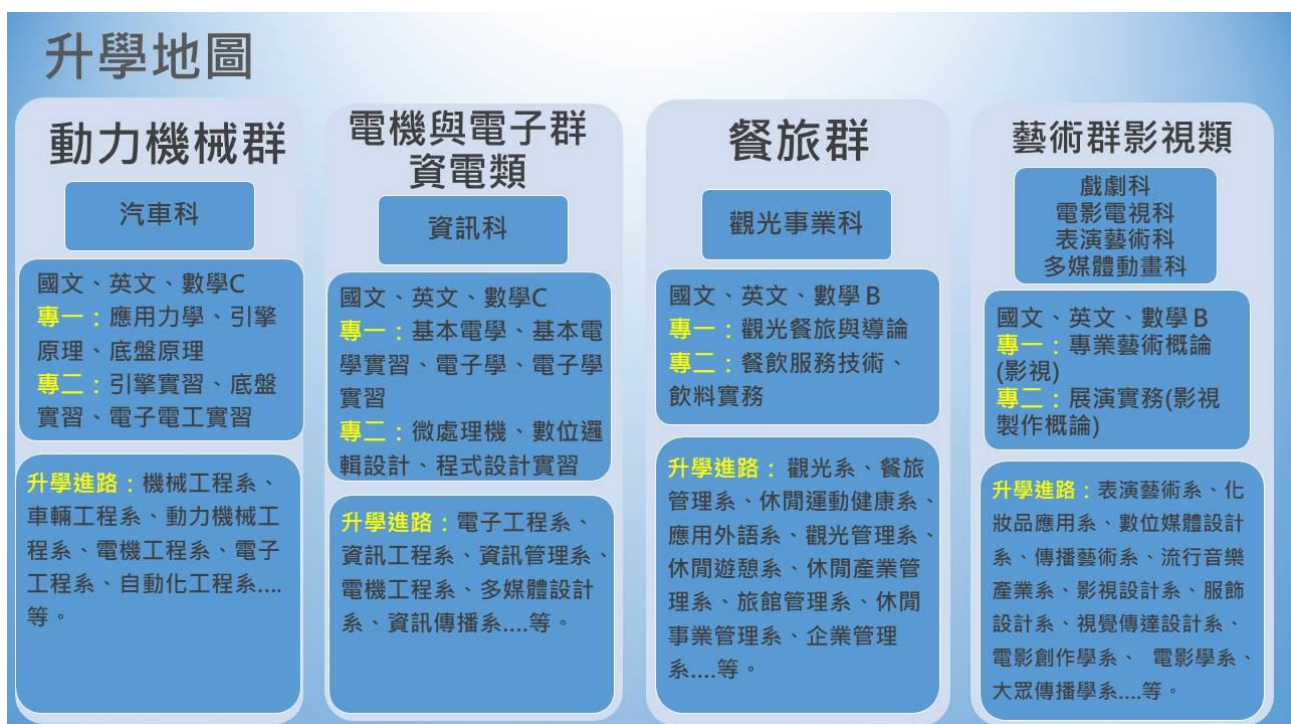 升學地圖
動力機械群
汽車科
國文、英文、數學C
專一：應用力學、引擎
原理、底盤原理
專二：引擎實習、底盤
實習、電子電工實習
升學進路：機械工程系、
車輛工程系、動力機械工
程系、電機工程系、電子
工程系、自動化工程系....
等。
電機與電子群
資電類
資訊科
國文、英文、數學C
專一：基本電學、基本電
學實習、電子學、電子學
實習
專二：微處理機、數位邏
輯設計、程式設計實習
升學進路：電子工程系、
資訊工程系、資訊管理系、
電機工程系、多媒體設計
系、資訊傳播系....等。
餐旅群
觀光事業科
國文、英文、數學B
專一：觀光餐旅與導論
專二：餐飲服務技術、
飲料實務
升學進路： 觀光系、餐旅
管理系、休閒運動健康系、
應用外語系、觀光管理系、
休閒遊憩系、休閒產業管
理系、旅館管理系、休閒
事業管理系、企業管理
系....等。
藝術群影視類
戲劇科
電影電視科
表演藝術科
多媒體動畫科
國文、英文、數學B
專一：專業藝術概論
(影視)
專二：展演實務(影視
製作概論)
升學進路：表演藝術系、化
妝品應用系、數位媒體設計
系、傳播藝術系、流行音樂
產業系、影視設計系、服飾
設計系、視覺傳達設計系、
電影創作學系、 電影學系、
大眾傳播學系....等。